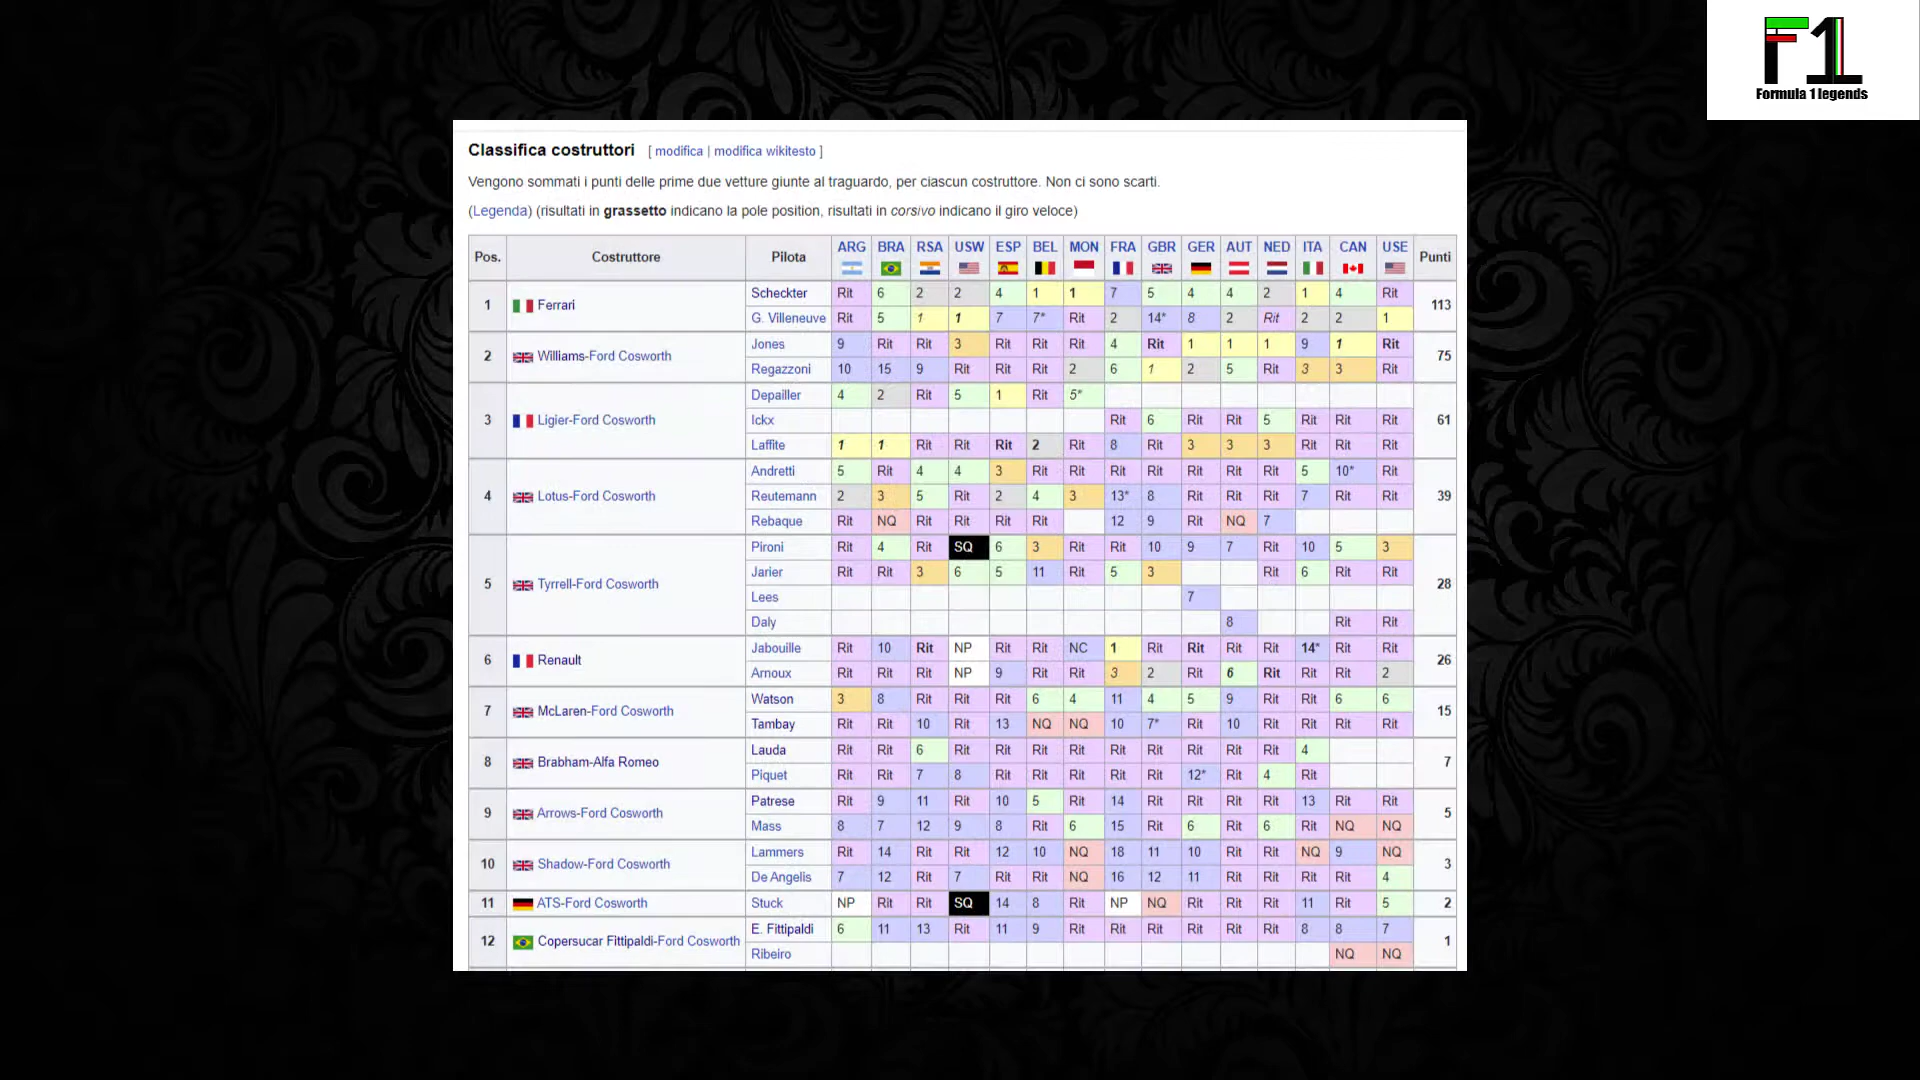 F1
Formula 1 legends
Classifica costruttori [ modifica | modifica wikitesto ]
Vengono sommati i punti delle prime due vetture giunte al traguardo, per ciascun costruttore. Non ci sono scarti.
(Legenda) (risultati in grassetto indicano la pole position, risultati in corsivo indicano il giro veloce)
Pos. Costruttore Pilota ARG BRA RSA USW ESP BEL MON FRA GBR GER AUT NED ITA CAN USE Punti
1 Ferrari 113
Scheckter Rit 6 2 2 4 1 1 7 5 4 4 2 1 4 Rit
G. Villeneuve Rit 5 1 1 7 7* Rit 2 14* 8 2 Rit 2 2 1
2 Williams-Ford Cosworth 75
Jones 9 Rit Rit 3 Rit Rit Rit 4 Rit 1 1 1 9 1 Rit
Regazzoni 10 15 9 Rit Rit Rit 2 6 1 2 5 Rit 3 3 Rit
3 Ligier-Ford Cosworth 61
Depailler 4 2 Rit 5 1 Rit 5*
Ickx Rit 6 Rit Rit 5 Rit Rit Rit
Laffite 1 1 Rit Rit Rit 2 Rit 8 Rit 3 3 3 Rit Rit Rit
4 Lotus-Ford Cosworth 39
Andretti 5 Rit 4 4 3 Rit Rit Rit Rit Rit Rit Rit 5 10* Rit
Reutemann 2 3 5 Rit 2 4 3 13* 8 Rit Rit Rit 7 Rit Rit
Rebaque Rit NQ Rit Rit Rit Rit 12 9 Rit NQ 7
5 Tyrrell-Ford Cosworth 28
Pironi Rit 4 Rit SQ 6 3 Rit Rit 10 9 7 Rit 10 5 3
Jarier Rit Rit 3 6 5 11 Rit 5 3 Rit 6 Rit Rit
Lees 7
Daly 8 Rit Rit
6 Renault 26
Jabouille Rit 10 Rit NP Rit Rit NC 1 Rit Rit Rit Rit 14* Rit Rit
Arnoux Rit Rit Rit NP 9 Rit Rit 3 2 Rit 6 Rit Rit Rit 2
7 McLaren-Ford Cosworth 15
Watson 3 8 Rit Rit Rit 6 4 11 4 5 9 Rit Rit 6 6
Tambay Rit Rit 10 Rit 13 NQ NQ 10 7* Rit 10 Rit Rit Rit Rit
8 Brabham-Alfa Romeo 7
Lauda Rit Rit 6 Rit Rit Rit Rit Rit Rit Rit Rit Rit 4
Piquet Rit Rit 7 8 Rit Rit Rit Rit Rit 12* Rit 4 Rit
9 Arrows-Ford Cosworth 5
Patrese Rit 9 11 Rit 10 5 Rit 14 Rit Rit Rit Rit 13 Rit Rit
Mass 8 7 12 9 8 Rit 6 15 Rit 6 Rit 6 Rit NQ NQ
10 Shadow-Ford Cosworth 3
Lammers Rit 14 Rit Rit 12 10 NQ 18 11 10 Rit Rit NQ 9 NQ
De Angelis 7 12 Rit 7 Rit Rit NQ 16 12 11 Rit Rit Rit Rit 4
11 ATS-Ford Cosworth Stuck NP Rit Rit SQ 14 8 Rit NP NQ Rit Rit Rit 11 Rit 5 2
12 Copersucar Fittipaldi-Ford Cosworth 1
E. Fittipaldi 6 11 13 Rit 11 9 Rit Rit Rit Rit Rit Rit 8 8 7
Ribeiro NQ NQ